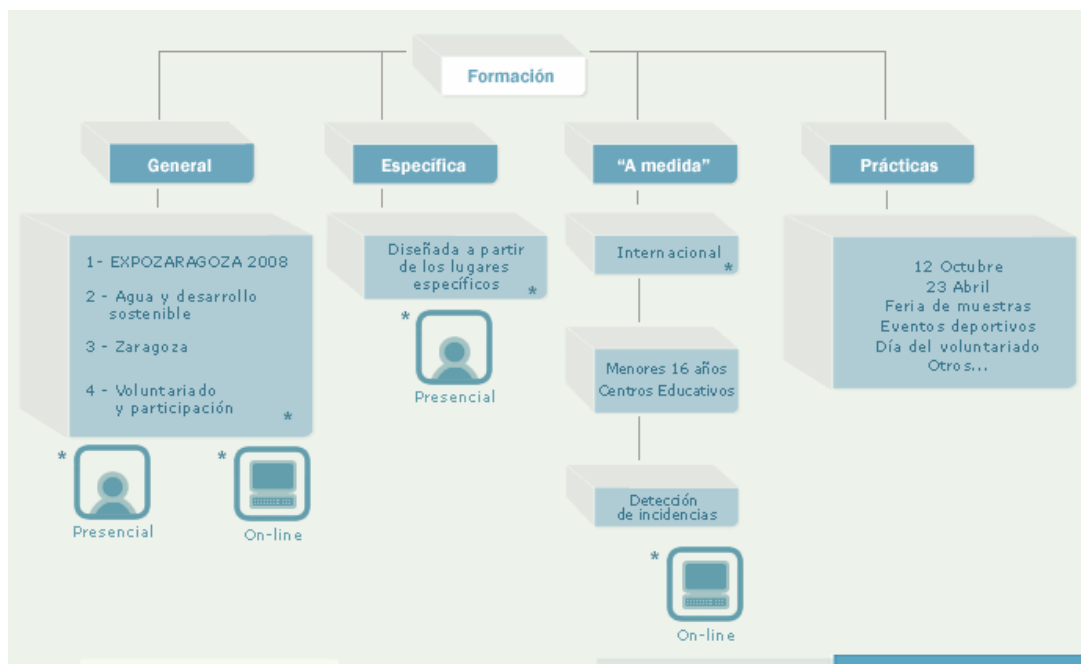 Formación
General
Específica
“A medida”
Prácticas
1- EXPOZARAGOZA 2008
2 - Agua y desarrollo
sostenible
3 - Zaragoza
4 - Voluntariado
y participación
*
*
Presencial
*
On-line
Diseñada a partir
de los lugares
específicos
*
*
Presencial
Internacional
*
Menores 16 años
Centros Educativos
Detección
de incidencias
*
On-line
12 Octubre
23 Abril
Feria de muestras
Eventos deportivos
Día del voluntariado
Otros...